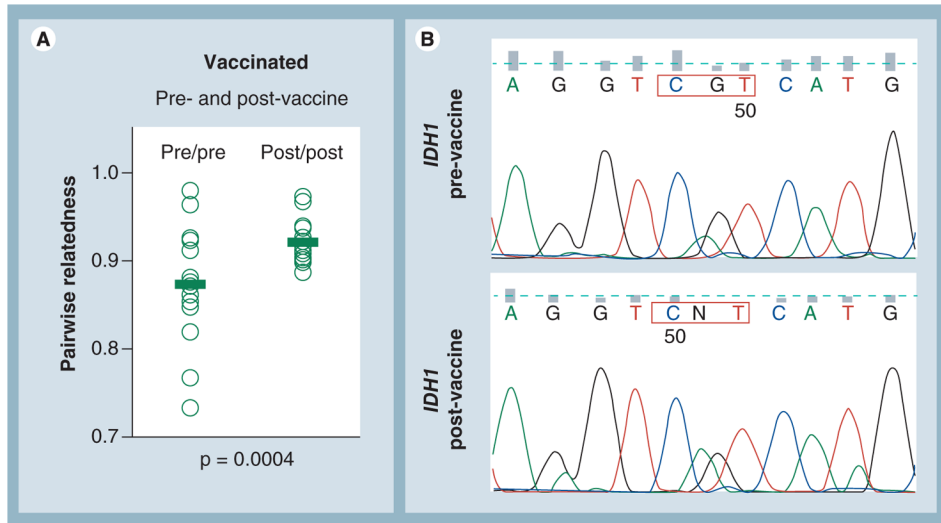 A
Vaccinated
Pre- and post-vaccine
Pre/pre Post/post
Pairwise relatedness
1.0
0.9
0.8
0.7
p = 0.0004
B
IDH1
pre-vaccine
A G G T C G T C A T G
50
IDH1
post-vaccine
A G G T C N T C A T G
50